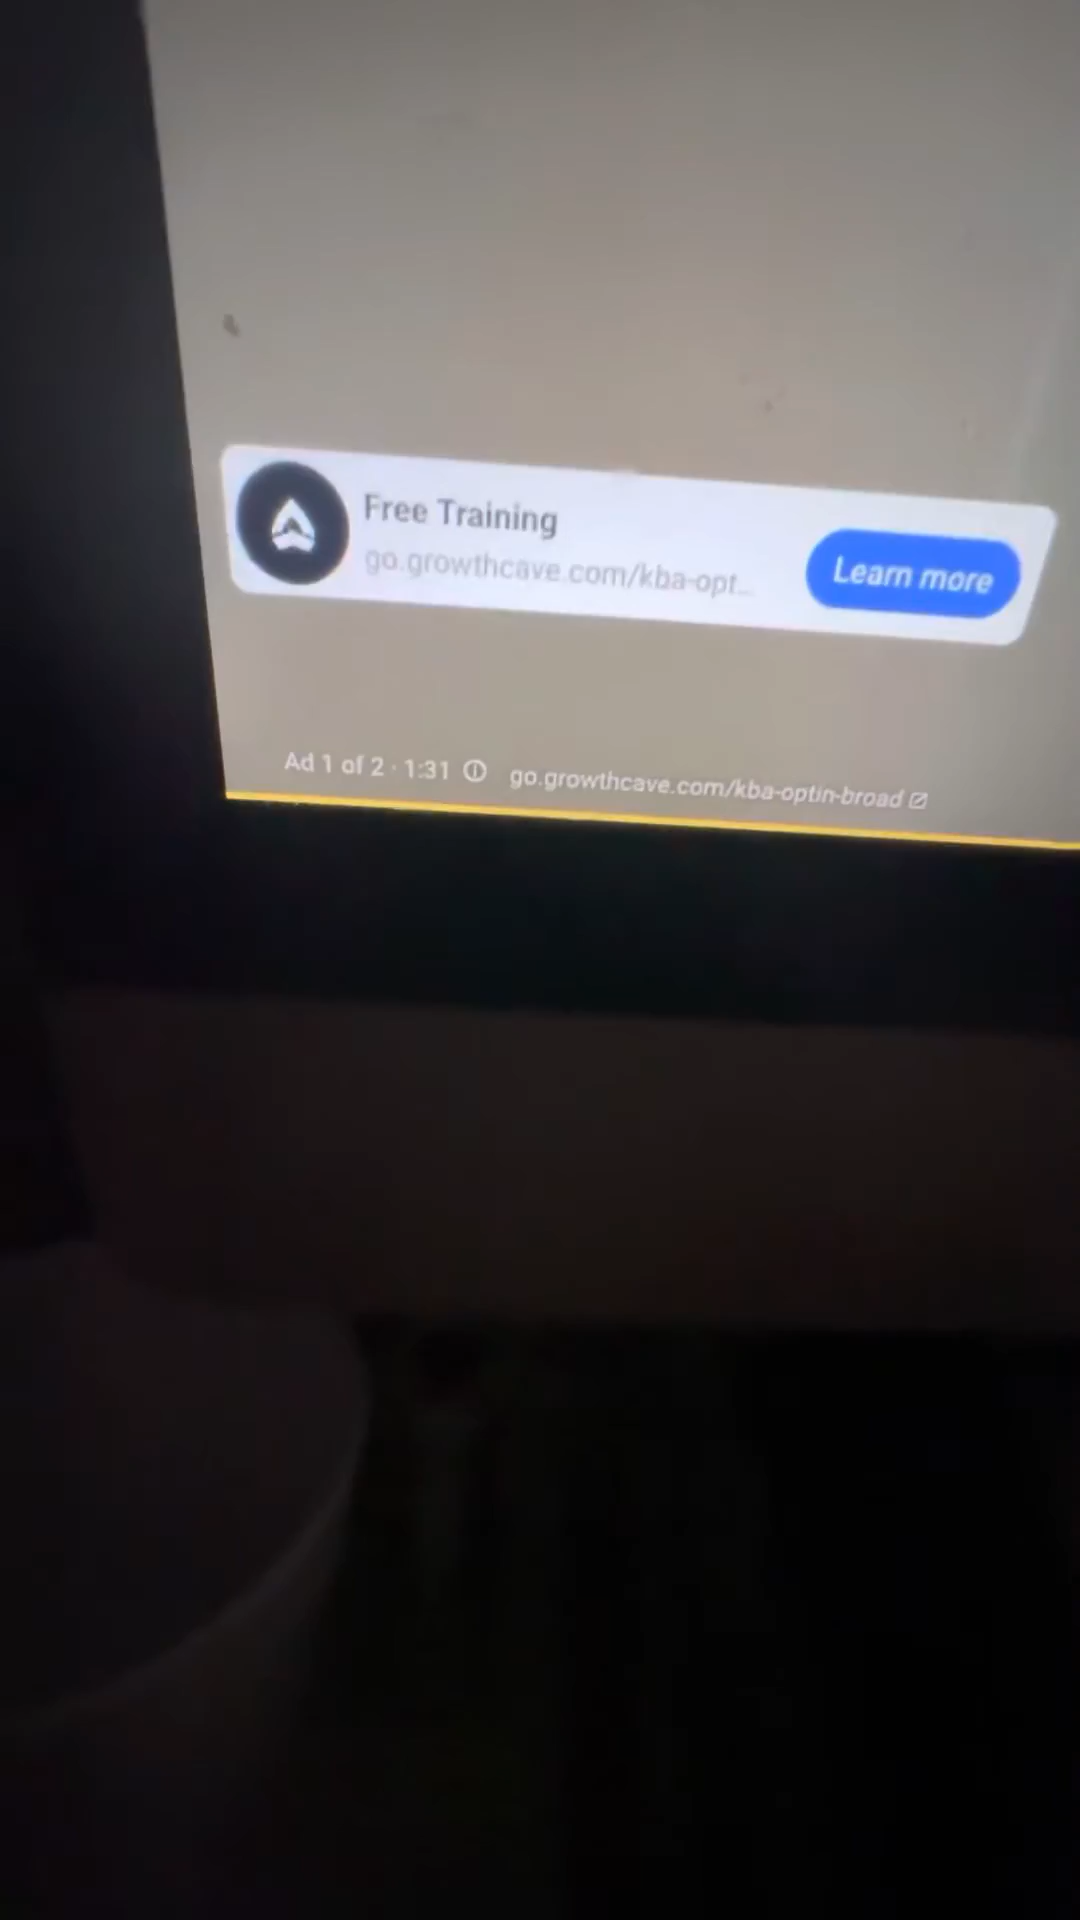 Free Training
go.growthcave.com/kba-opt...
Learn more
Ad 1 of 2 · 1:31
go.growthcave.com/kba-optin-broad